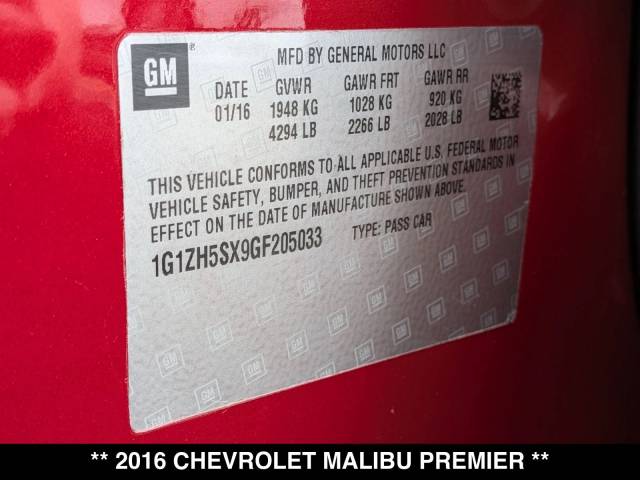 GM ®
MFD BY GENERAL MOTORS LLC
DATE GVWR GAWR FRT GAWR RR
01/16 1948 KG 1028 KG 920 KG
4294 LB 2266 LB 2028 LB
THIS VEHICLE CONFORMS TO ALL APPLICABLE U.S. FEDERAL MOTOR
VEHICLE SAFETY, BUMPER, AND THEFT PREVENTION STANDARDS IN
EFFECT ON THE DATE OF MANUFACTURE SHOWN ABOVE.
1G1ZH5SX9GF205033 TYPE: PASS CAR
** 2016 CHEVROLET MALIBU PREMIER **